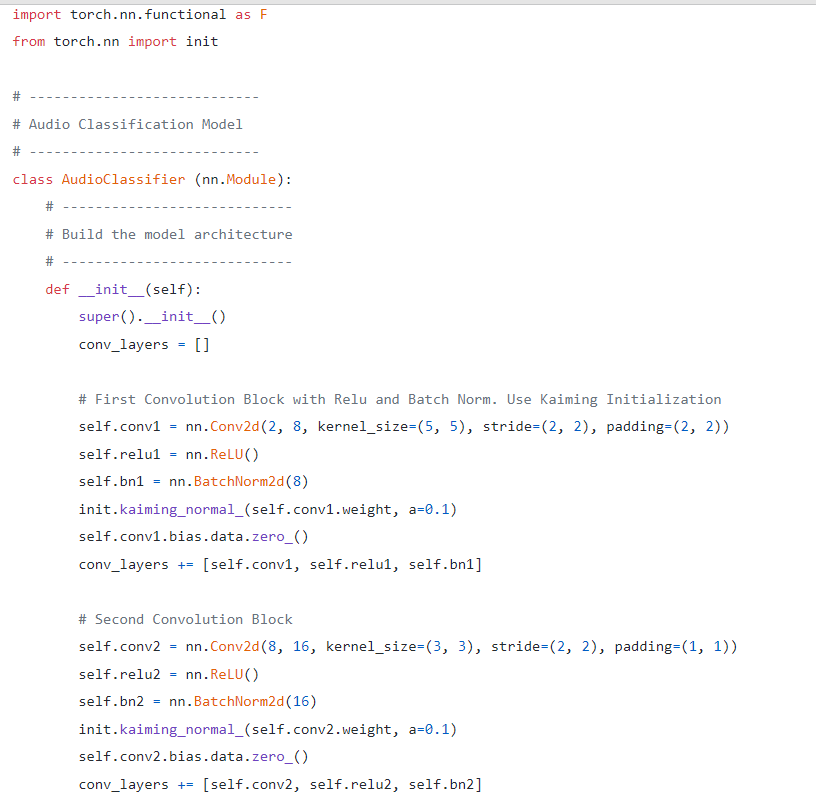 import torch.nn.functional as F
from torch.nn import init
# ----------------------------
# Audio Classification Model
# ----------------------------
class AudioClassifier (nn.Module):
    # ----------------------------
    # Build the model architecture
    # ----------------------------
    def __init__(self):
        super().__init__()
        conv_layers = []
        # First Convolution Block with Relu and Batch Norm. Use Kaiming Initialization
        self.conv1 = nn.Conv2d(2, 8, kernel_size=(5, 5), stride=(2, 2), padding=(2, 2))
        self.relu1 = nn.ReLU()
        self.bn1 = nn.BatchNorm2d(8)
        init.kaiming_normal_(self.conv1.weight, a=0.1)
        self.conv1.bias.data.zero_()
        conv_layers += [self.conv1, self.relu1, self.bn1]
        # Second Convolution Block
        self.conv2 = nn.Conv2d(8, 16, kernel_size=(3, 3), stride=(2, 2), padding=(1, 1))
        self.relu2 = nn.ReLU()
        self.bn2 = nn.BatchNorm2d(16)
        init.kaiming_normal_(self.conv2.weight, a=0.1)
        self.conv2.bias.data.zero_()
        conv_layers += [self.conv2, self.relu2, self.bn2]